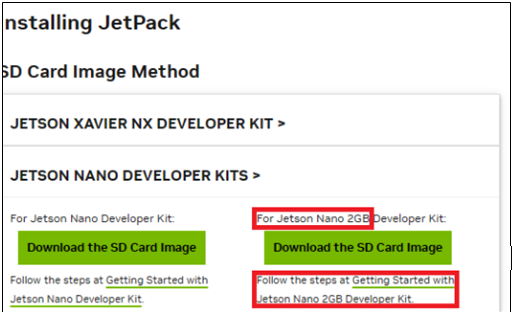 nstalling JetPack
SD Card Image Method
JETSON XAVIER NX DEVELOPER KIT >
JETSON NANO DEVELOPER KITS >
For Jetson Nano Developer Kit:
Download the SD Card Image
Follow the steps at Getting Started with
Jetson Nano Developer Kit.
For Jetson Nano 2GB Developer Kit:
Download the SD Card Image
Follow the steps at Getting Started with
Jetson Nano 2GB Developer Kit.